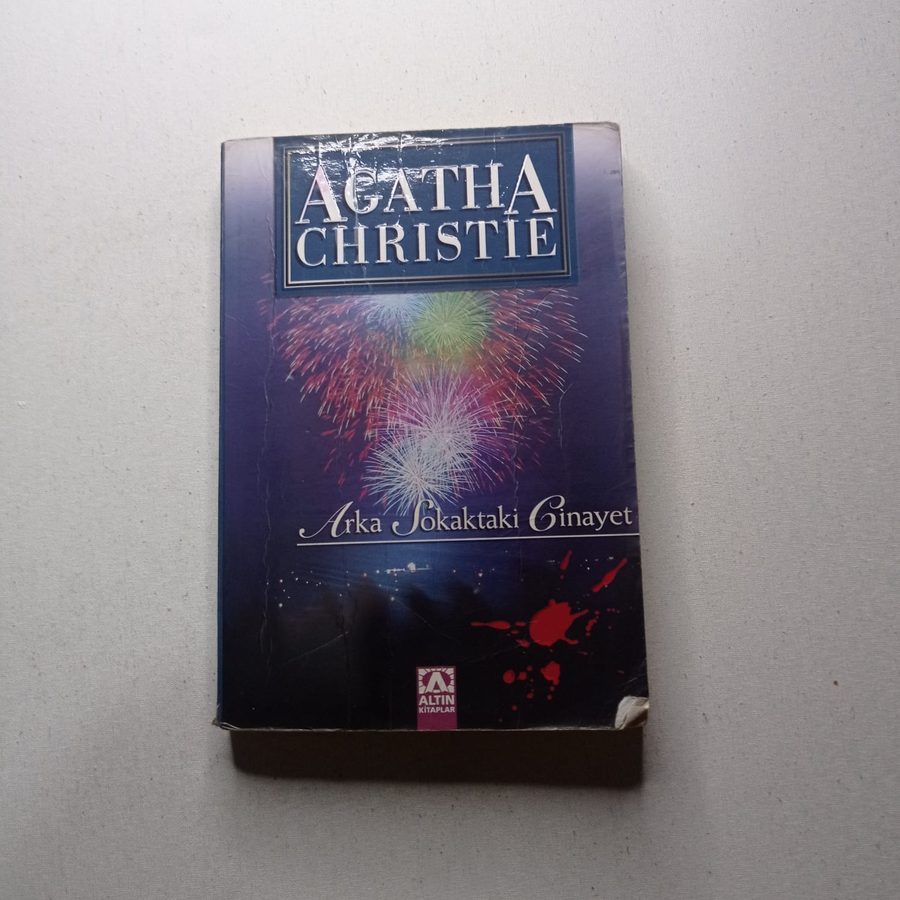 AGATHA
CHRISTIE
Arka Sokaktaki Cinayet
ALTIN
KİTAPLAR